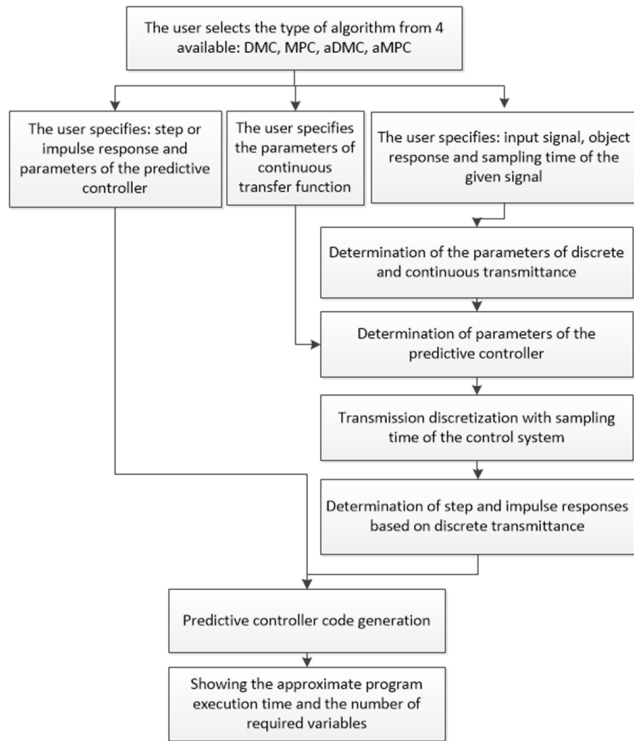 The user selects the type of algorithm from 4
available: DMC, MPC, aDMC, aMPC
The user specifies: step or
impulse response and
parameters of the predictive
controller
The user specifies
the parameters of
continuous
transfer function
The user specifies: input signal, object
response and sampling time of the
given signal
Determination of the parameters of discrete
and continuous transmittance
Determination of parameters of the
predictive controller
Transmission discretization with sampling
time of the control system
Determination of step and impulse responses
based on discrete transmittance
Predictive controller code generation
Showing the approximate program
execution time and the number of
required variables